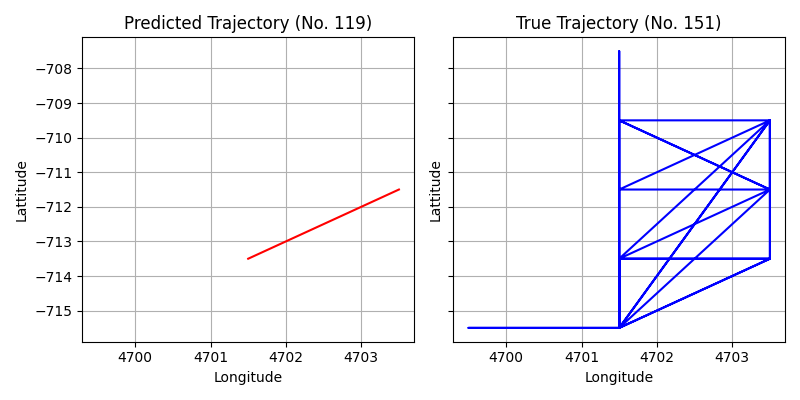 Predicted Trajectory (No. 119)
True Trajectory (No. 151)
Lattitude
−708
−709
−710
−711
−712
−713
−714
−715
4700 4701 4702 4703
Longitude
Lattitude
4700 4701 4702 4703
Longitude